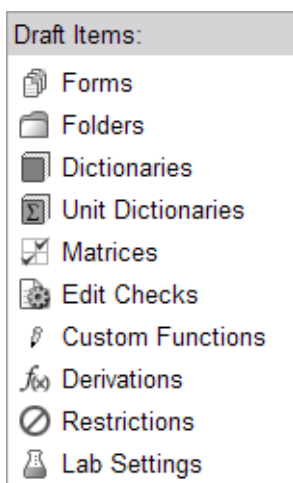 Draft Items:
Forms
Folders
Dictionaries
Σ Unit Dictionaries
Matrices
Edit Checks
Custom Functions
f(x) Derivations
Restrictions
Lab Settings